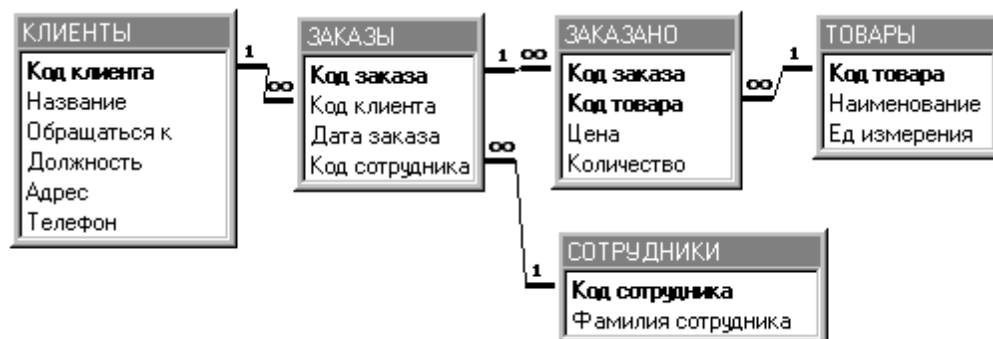 КЛИЕНТЫ
Код клиента
Название
Обращаться к
Должность
Адрес
Телефон
1
∞
ЗАКАЗЫ
Код заказа
Код клиента
Дата заказа
Код сотрудника
1
∞
∞
1
ЗАКАЗАНО
Код заказа
Код товара
Цена
Количество
1
∞
ТОВАРЫ
Код товара
Наименование
Ед измерения
СОТРУДНИКИ
Код сотрудника
Фамилия сотрудника